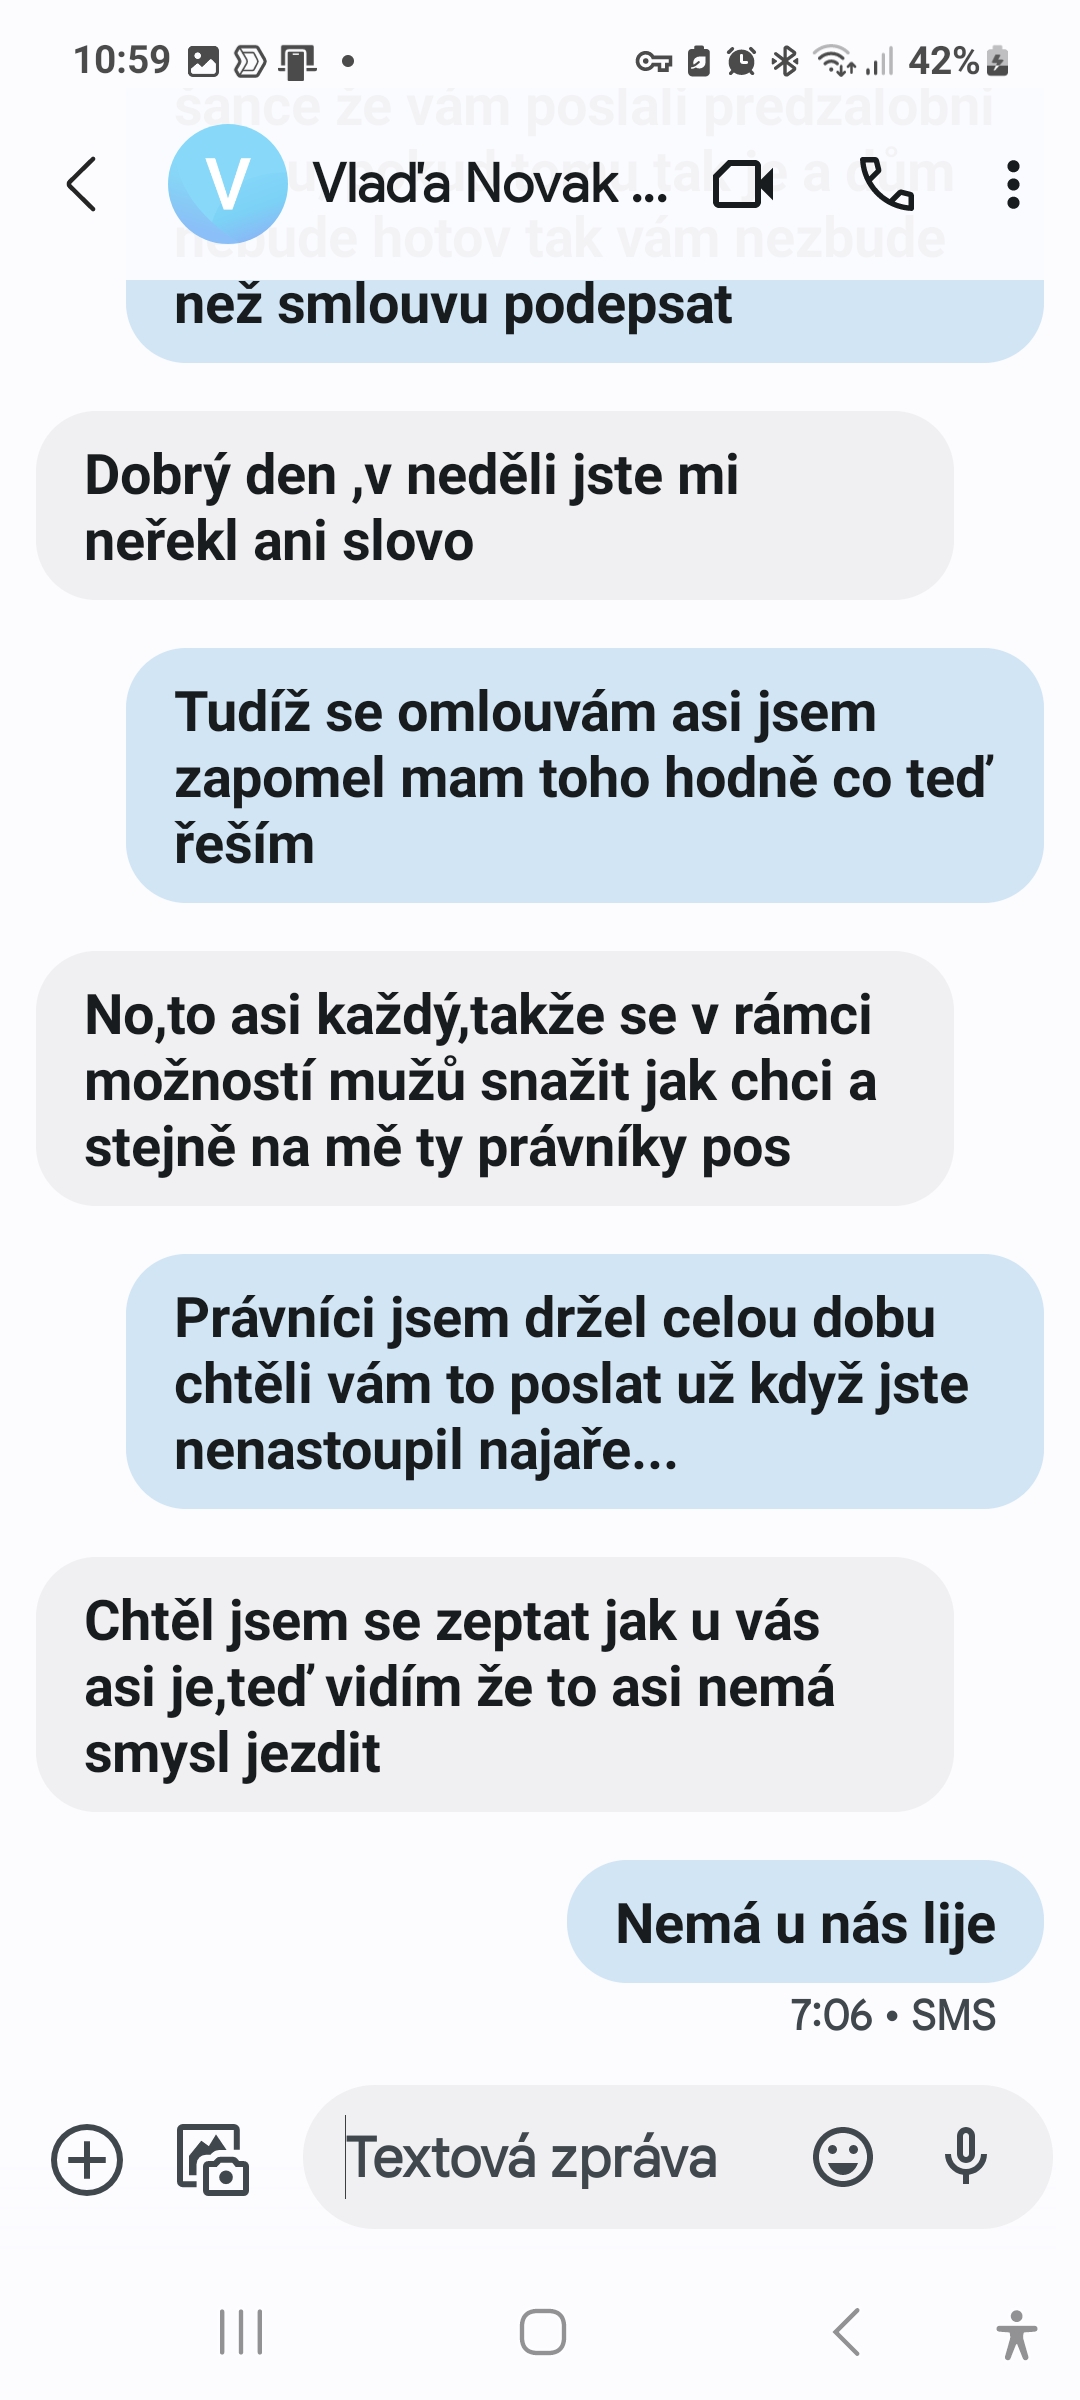 10:59
42%
šance že vám poslali predzalobni
Vlaďa Novak ...
a dům
nebude hotov tak vám nezbude
než smlouvu podepsat
Dobrý den ,v neděli jste mi
neřekl ani slovo
Tudíž se omlouvám asi jsem
zapomel mam toho hodně co teď
řeším
No,to asi každý,takže se v rámci
možností mužů snažit jak chci a
stejně na mě ty právníky pos
Právníci jsem držel celou dobu
chtěli vám to poslat už když jste
nenastoupil najaře...
Chtěl jsem se zeptat jak u vás
asi je,teď vidím že to asi nemá
smysl jezdit
Nemá u nás lije
7:06 • SMS
Textová zpráva